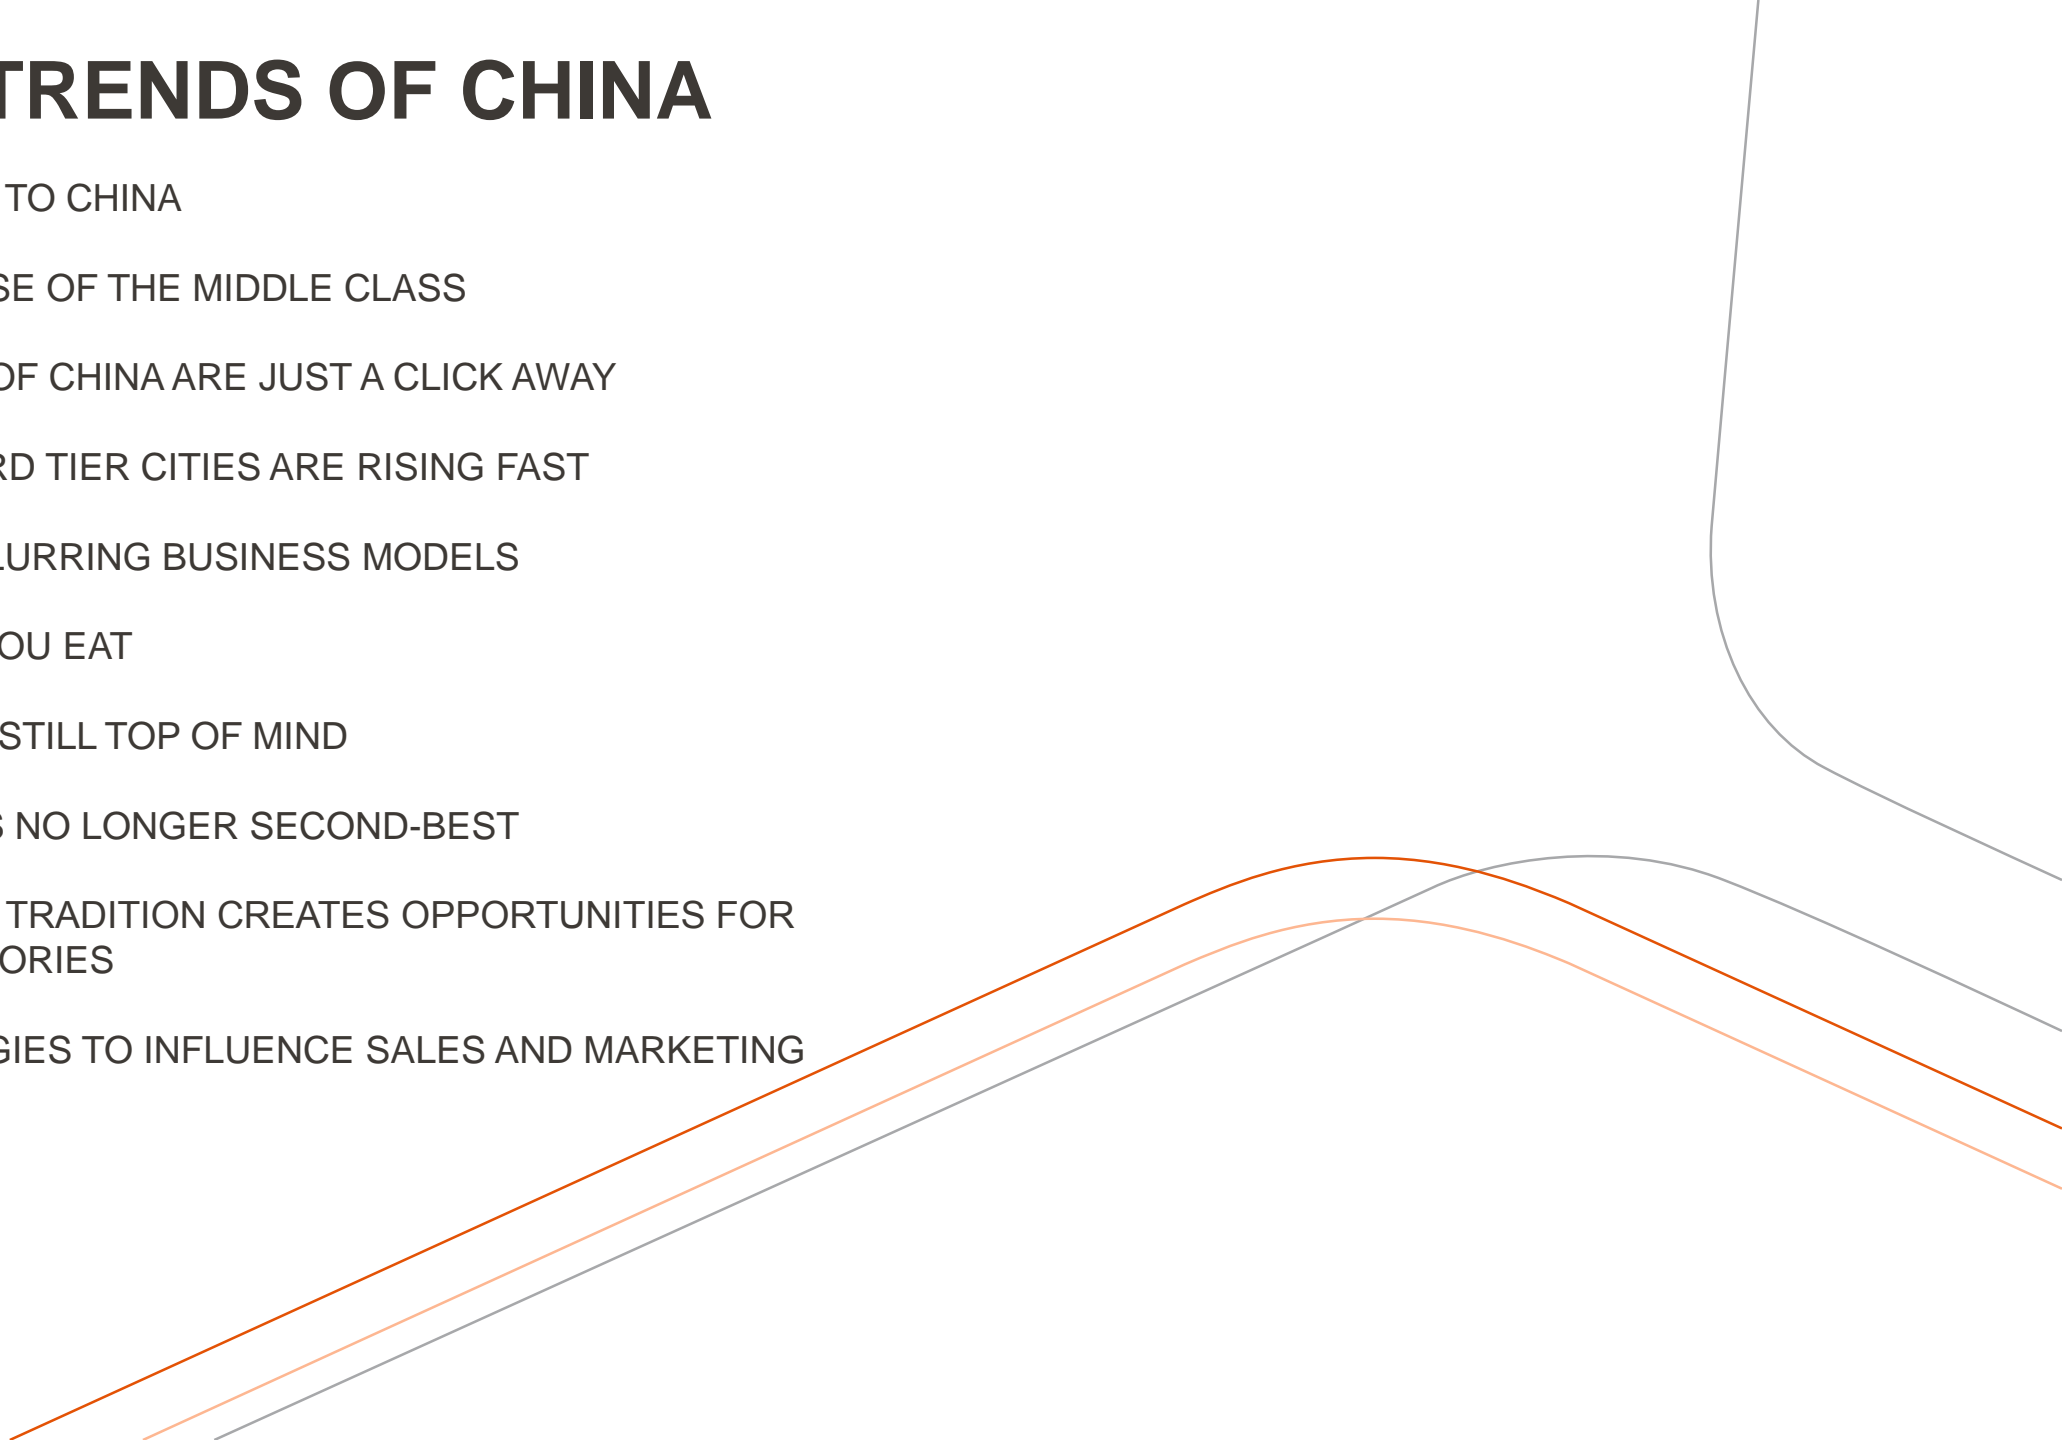 TRENDS OF CHINA
TO CHINA
SE OF THE MIDDLE CLASS
OF CHINA ARE JUST A CLICK AWAY
RD TIER CITIES ARE RISING FAST
LURRING BUSINESS MODELS
OU EAT
STILL TOP OF MIND
S NO LONGER SECOND-BEST
TRADITION CREATES OPPORTUNITIES FOR
ORIES
GIES TO INFLUENCE SALES AND MARKETING